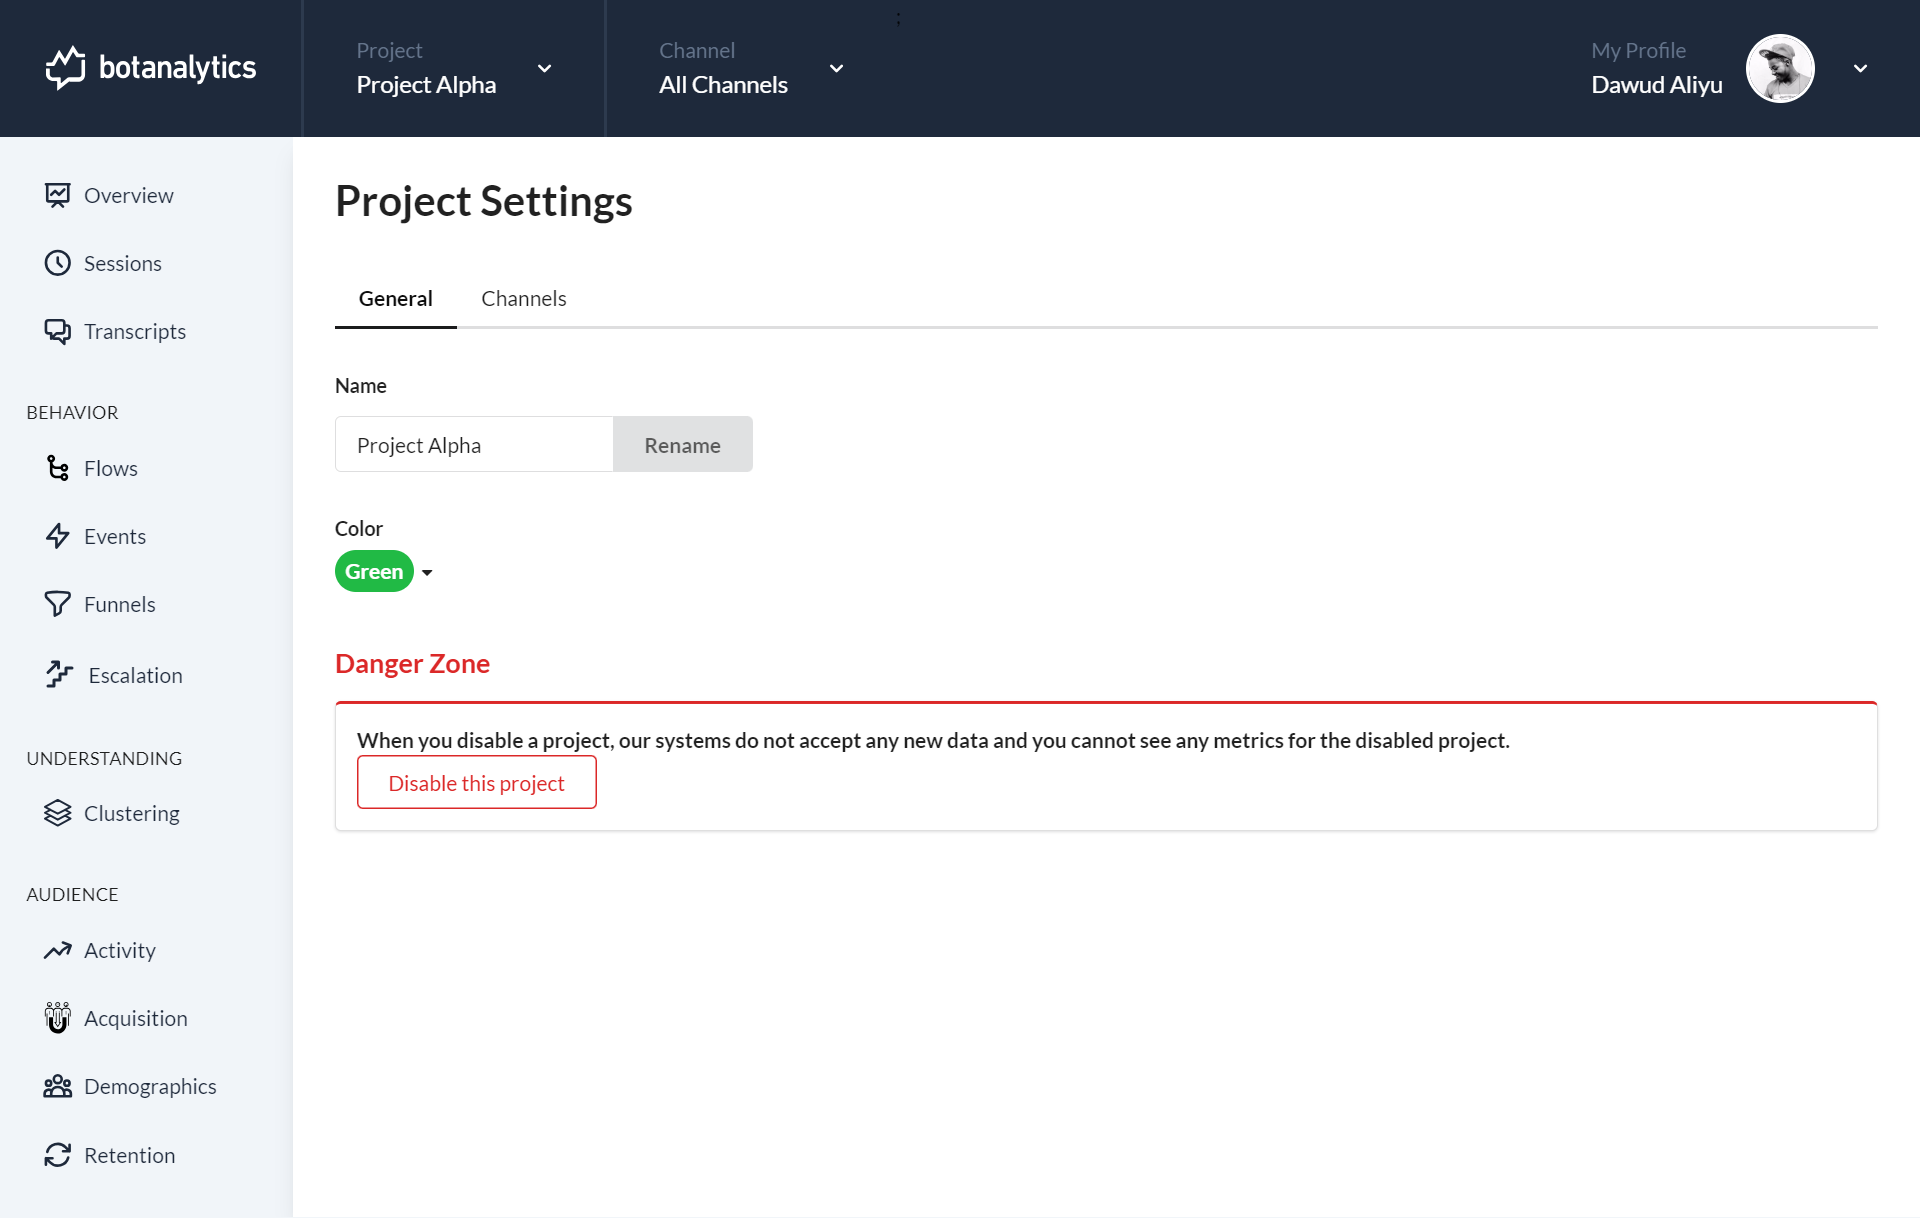 ;
botanalytics
Project
Project Alpha
Channel
All Channels
My Profile
Dawud Aliyu
Overview
Sessions
Transcripts
BEHAVIOR
Flows
Events
Funnels
Escalation
UNDERSTANDING
Clustering
AUDIENCE
Activity
Acquisition
Demographics
Retention
Project Settings
General
Channels
Name
Project Alpha
Rename
Color
Green
Danger Zone
When you disable a project, our systems do not accept any new data and you cannot see any metrics for the disabled project.
Disable this project